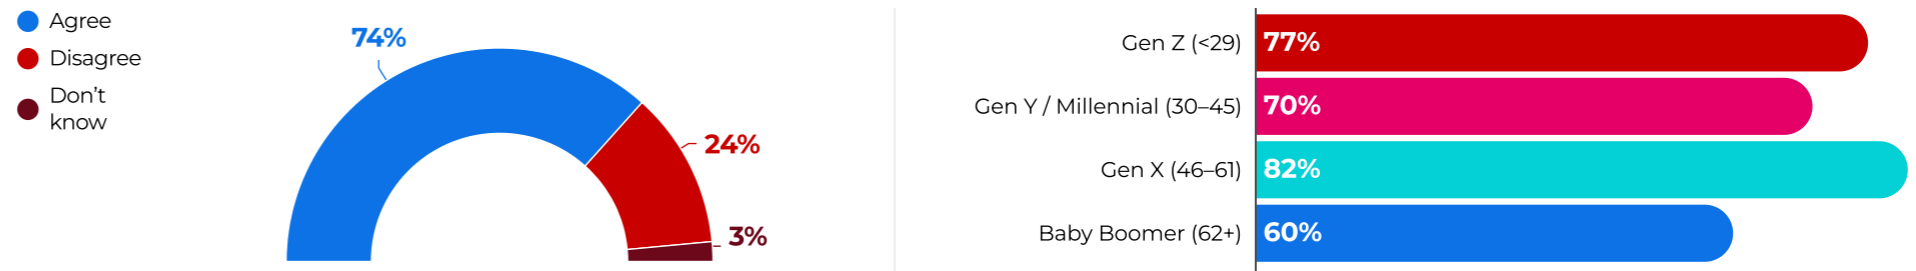 Agree
Disagree
Don’t
know
74%
24%
3%
Gen Z (<29) 77%
Gen Y / Millennial (30–45) 70%
Gen X (46–61) 82%
Baby Boomer (62+) 60%